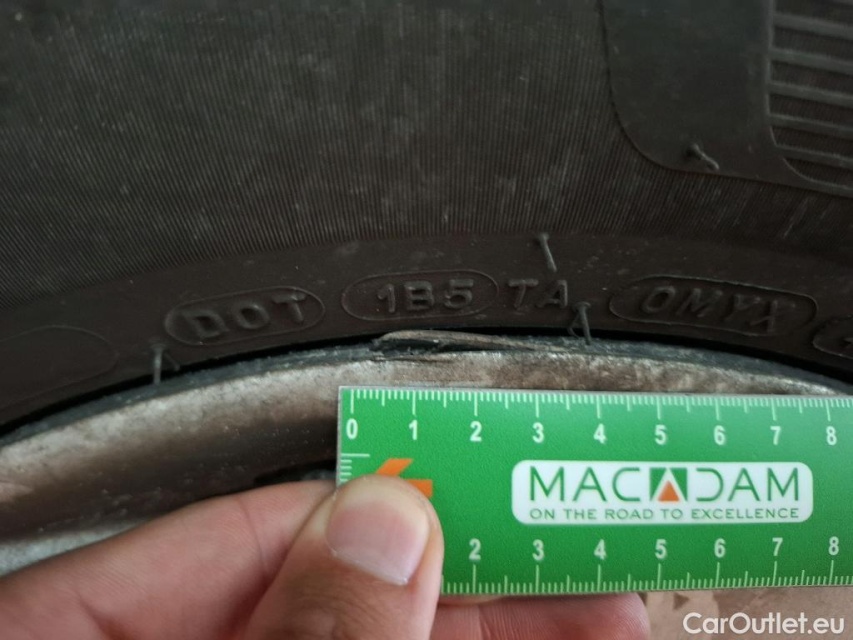 DOT 1B5 TA OMYX
0 1 2 3 4 5 6 7 8
MACADAM
ON THE ROAD TO EXCELLENCE
2 3 4 5 6 7 8
CarOutlet.eu